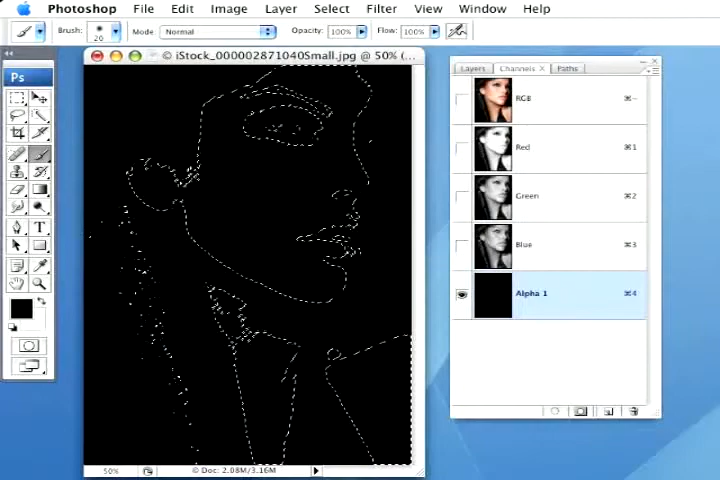 Photoshop File Edit Image Layer Select Filter View Window Help
Brush: 20 Mode Normal Opacity: 100% Flow: 100%
© iStock_000002871040Small.jpg @ 50% (...
Ps
T
Layers Channels x Paths
RGB ⌘~
Red ⌘1
Green ⌘2
Blue ⌘3
Alpha 1 ⌘4
50% © Doc: 2.08M/3.16M